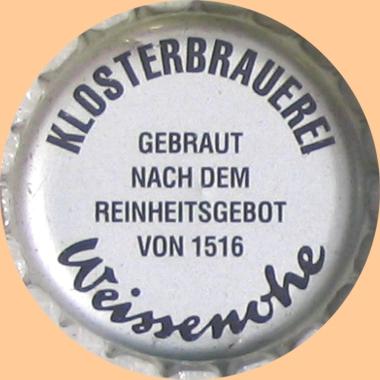 KLOSTERBRAUEREI
GEBRAUT
NACH DEM
REINHEITSGEBOT
VON 1516
Weissenohe